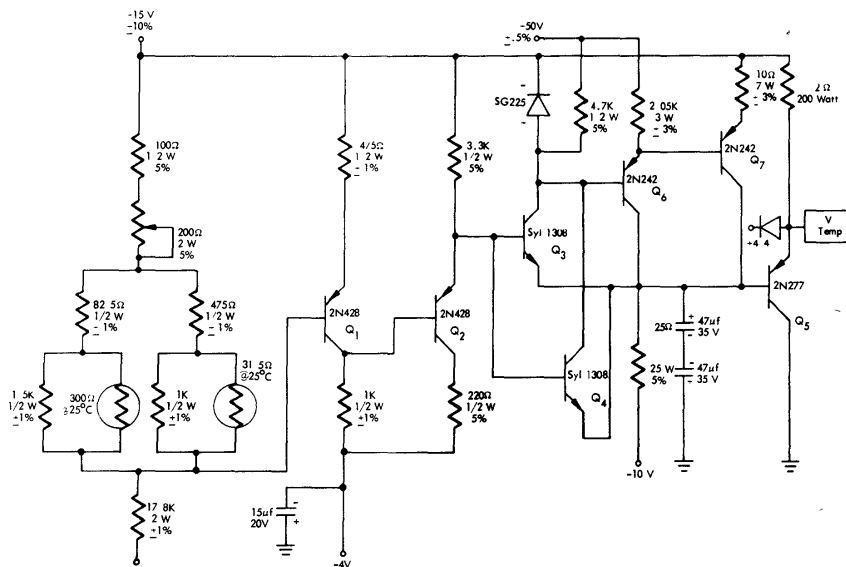 -15 V
-10%
-50V
±.5%
100Ω
1 2 W
5%
200Ω
2 W
5%
82 5Ω
1/2 W
- 1%
475Ω
1/2 W
- 1%
1 5K
1/2 W
+1%
300Ω
@25°C
1K
1/2 W
±1%
31 5Ω
@25°C
17 8K
2 W
±1%
4/5Ω
1 2 W
± 1%
2N428
Q1
1K
1/2 W
±1%
15uf
20V
-4V
3.3K
1/2 W
5%
2N428
Q2
220Ω
1/2 W
5%
SG225
4.7K
1 2 W
5%
Syl 1308
Q3
Syl 1308
Q4
2 05K
3 W
± 3%
2N242
Q6
25 W
5%
-10 V
25Ω
47uf
35 V
47uf
35 V
10Ω
7 W
- 3%
2N242
Q7
2 Ω
200 Watt
+4 4
V
Temp
2N277
Q5